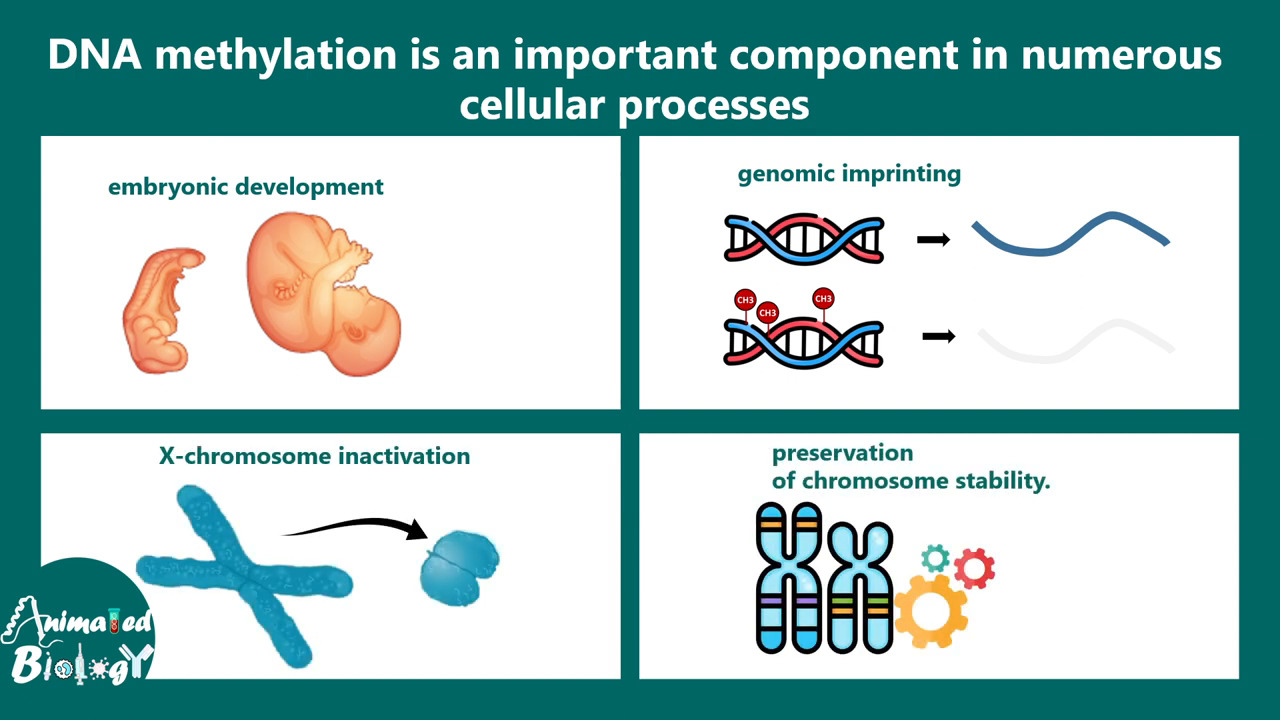 DNA methylation is an important component in numerous
cellular processes
embryonic development
genomic imprinting
CH3
CH3
CH3
X-chromosome inactivation
preservation
of chromosome stability.
Animated
Biology